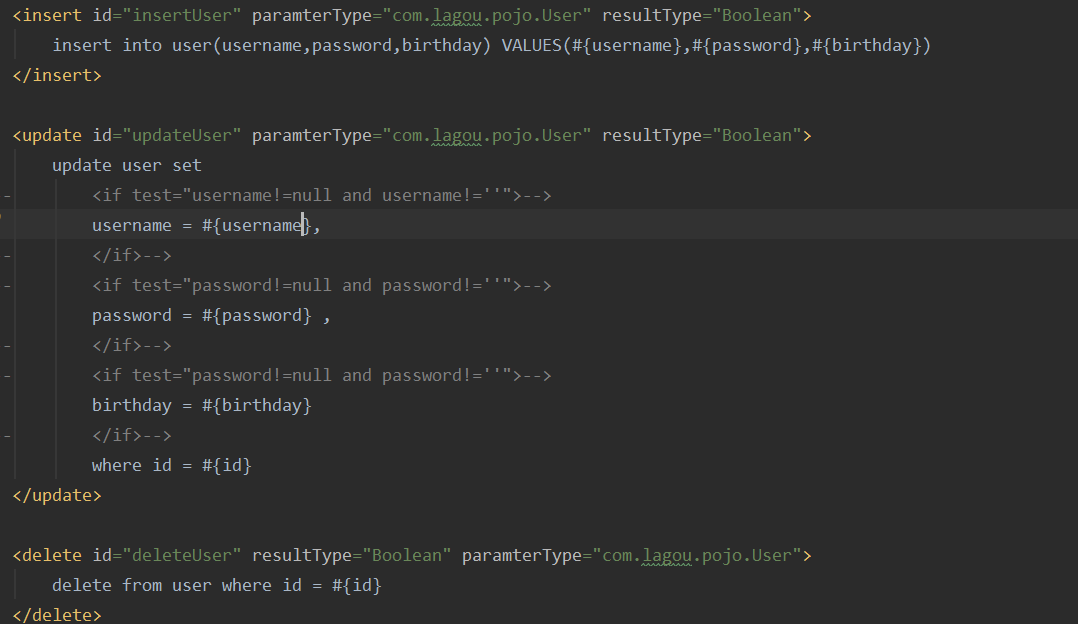 <insert id="insertUser" paramterType="com.lagou.pojo.User" resultType="Boolean">
insert into user(username,password,birthday) VALUES(#{username},#{password},#{birthday})
</insert>
<update id="updateUser" paramterType="com.lagou.pojo.User" resultType="Boolean">
update user set
- <if test="username!=null and username!=''">-->
username = #{username},
- </if>-->
- <if test="password!=null and password!=''">-->
password = #{password} ,
- </if>-->
- <if test="password!=null and password!=''">-->
birthday = #{birthday}
- </if>-->
where id = #{id}
</update>
<delete id="deleteUser" resultType="Boolean" paramterType="com.lagou.pojo.User">
delete from user where id = #{id}
</delete>